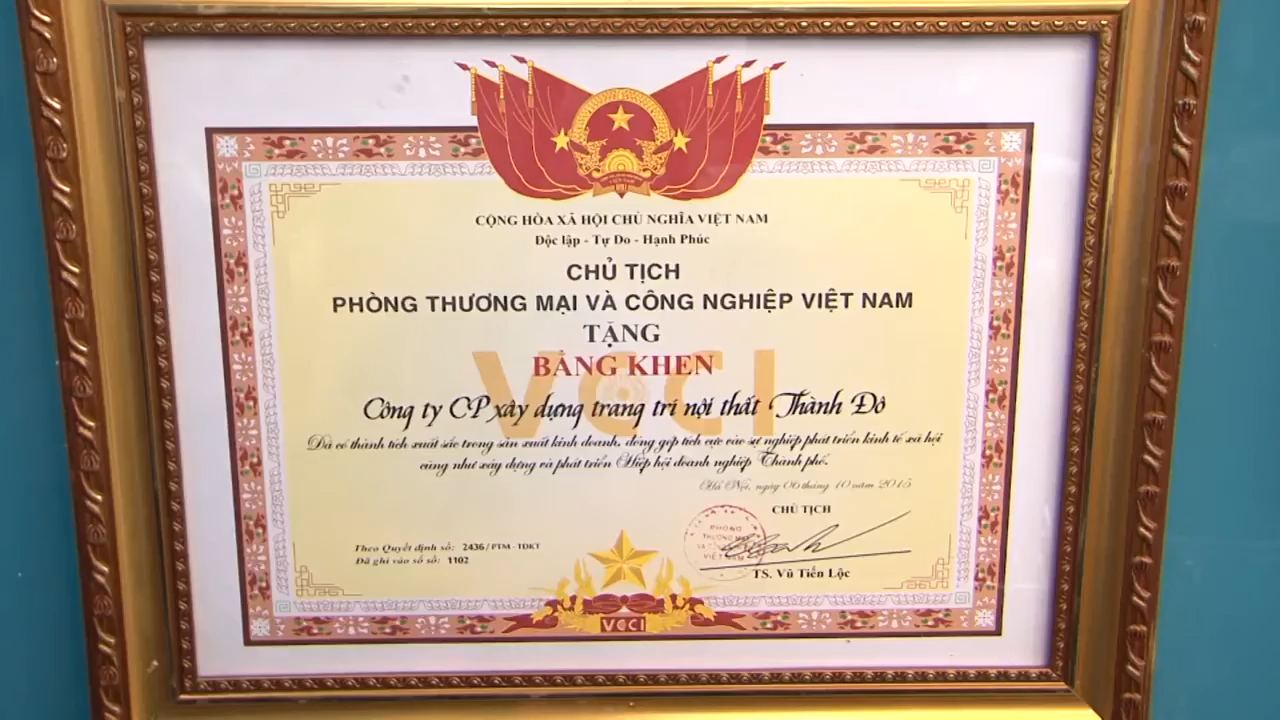 CỘNG HÒA XÃ HỘI CHỦ NGHĨA VIỆT NAM
Độc lập - Tự Do - Hạnh Phúc
CHỦ TỊCH
PHÒNG THƯƠNG MẠI VÀ CÔNG NGHIỆP VIỆT NAM
TẶNG
BẰNG KHEN
VCCI
Công ty CP xây dựng trang trí nội thất Thành Đô
Đã có thành tích xuất sắc trong sản xuất kinh doanh, đóng góp tích cực vào sự nghiệp phát triển kinh tế xã hội
cũng như xây dựng và phát triển Hiệp hội doanh nghiệp Thành phố.
Hà Nội, ngày 06 tháng 10 năm 2015
CHỦ TỊCH
PHÒNG
THƯƠNG MẠI
VIỆT NAM
Theo Quyết định số: 2436/PTM - TĐKT
Đã ghi vào sổ số: 1102
TS. Vũ Tiến Lộc
VCCI